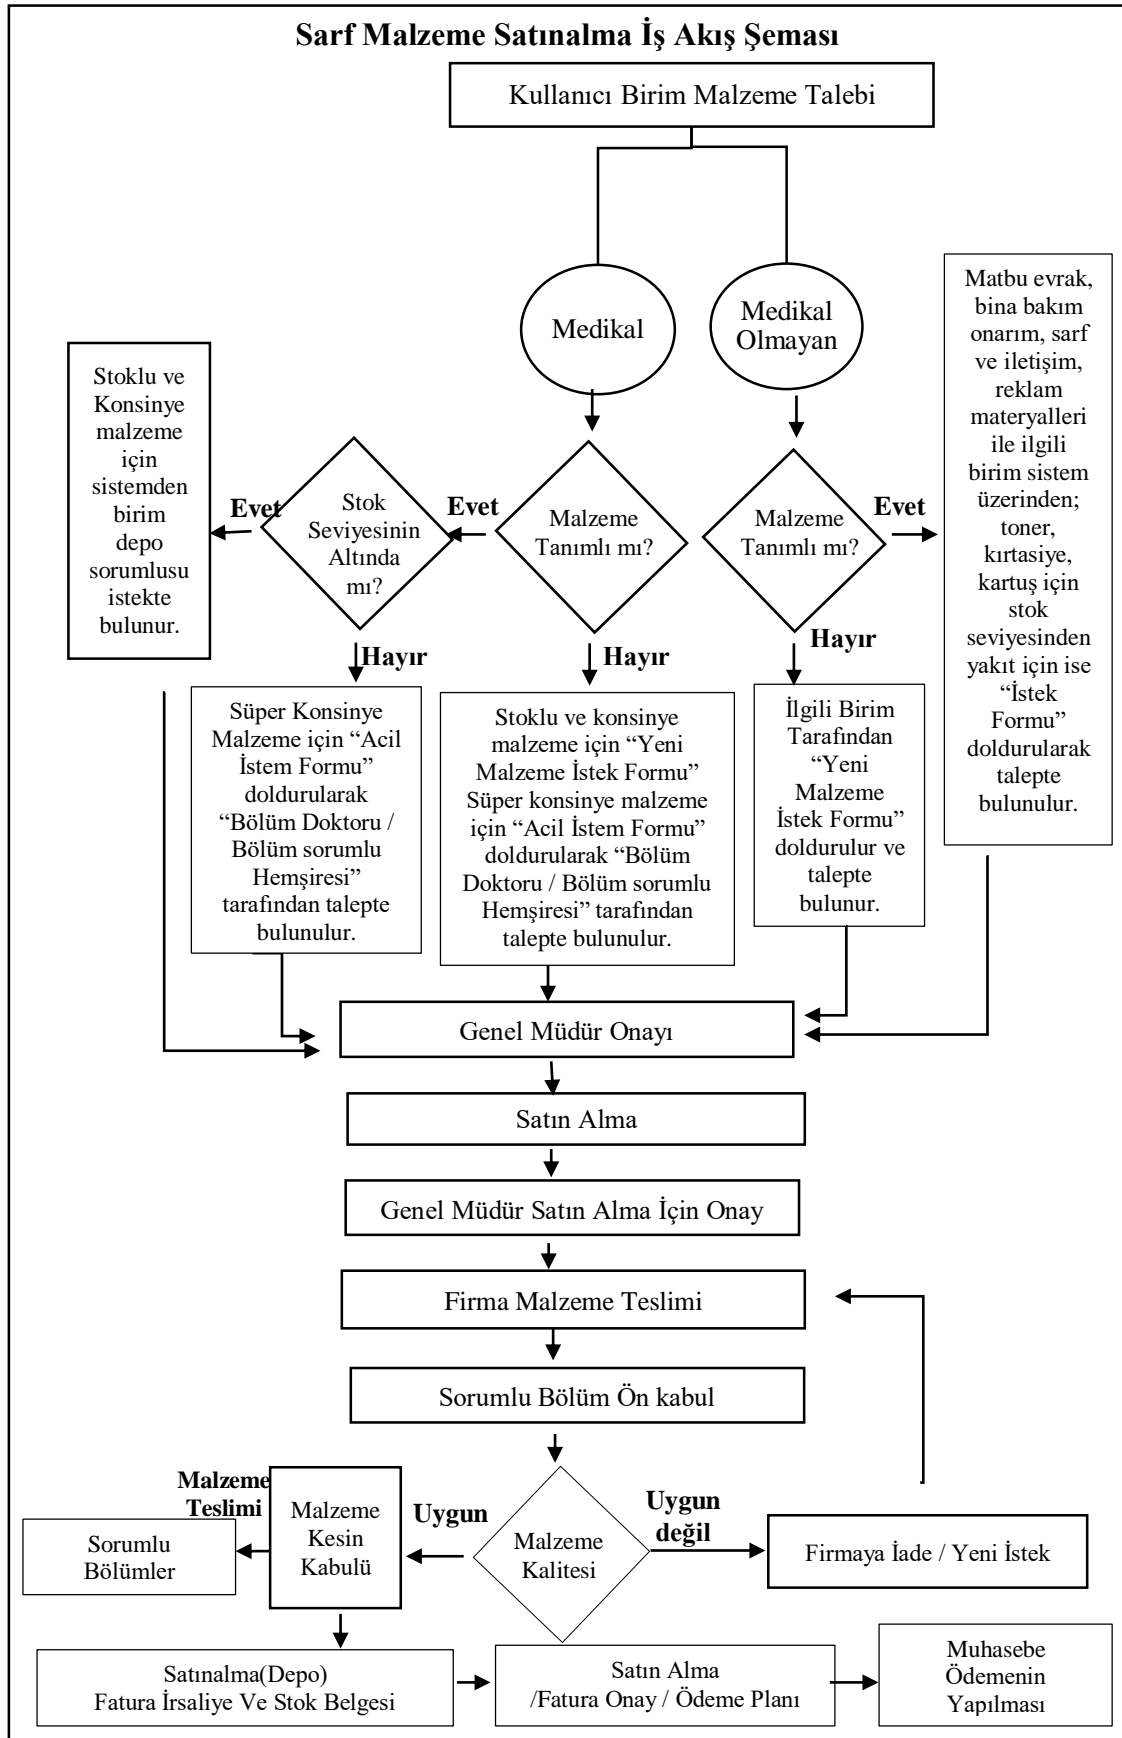 Sarf Malzeme Satınalma İş Akış Şeması
Kullanıcı Birim Malzeme Talebi
Medikal
Medikal
Olmayan
Matbu evrak,
bina bakım
onarım, sarf
ve iletişim,
reklam
materyalleri
ile ilgili
birim sistem
üzerinden;
toner,
kırtasiye,
kartuş için
stok
seviyesinden
yakıt için ise
“İstek
Formu”
doldurularak
talepte
bulunulur.
Stoklu ve
Konsinye
malzeme
için
sistemden
birim
depo
sorumlusu
istekte
bulunur.
Evet
Stok
Seviyesinin
Altında
mı?
Evet
Malzeme
Tanımlı mı?
Malzeme
Tanımlı mı?
Evet
Hayır
Hayır
Hayır
Süper Konsinye
Malzeme için “Acil
İstem Formu”
doldurularak
“Bölüm Doktoru /
Bölüm sorumlu
Hemşiresi”
tarafından talepte
bulunulur.
Stoklu ve konsinye
malzeme için “Yeni
Malzeme İstek Formu”
Süper konsinye malzeme
için “Acil İstem Formu”
doldurularak “Bölüm
Doktoru / Bölüm sorumlu
Hemşiresi” tarafından
talepte bulunulur.
İlgili Birim
Tarafından
“Yeni
Malzeme
İstek Formu”
doldurulur ve
talepte
bulunur.
Genel Müdür Onayı
Satın Alma
Genel Müdür Satın Alma İçin Onay
Firma Malzeme Teslimi
Sorumlu Bölüm Ön kabul
Malzeme
Teslimi
Sorumlu
Bölümler
Malzeme
Kesin
Kabulü
Uygun
Malzeme
Kalitesi
Uygun
değil
Firmaya İade / Yeni İstek
Satınalma(Depo)
Fatura İrsaliye Ve Stok Belgesi
Satın Alma
/Fatura Onay / Ödeme Planı
Muhasebe
Ödemenin
Yapılması